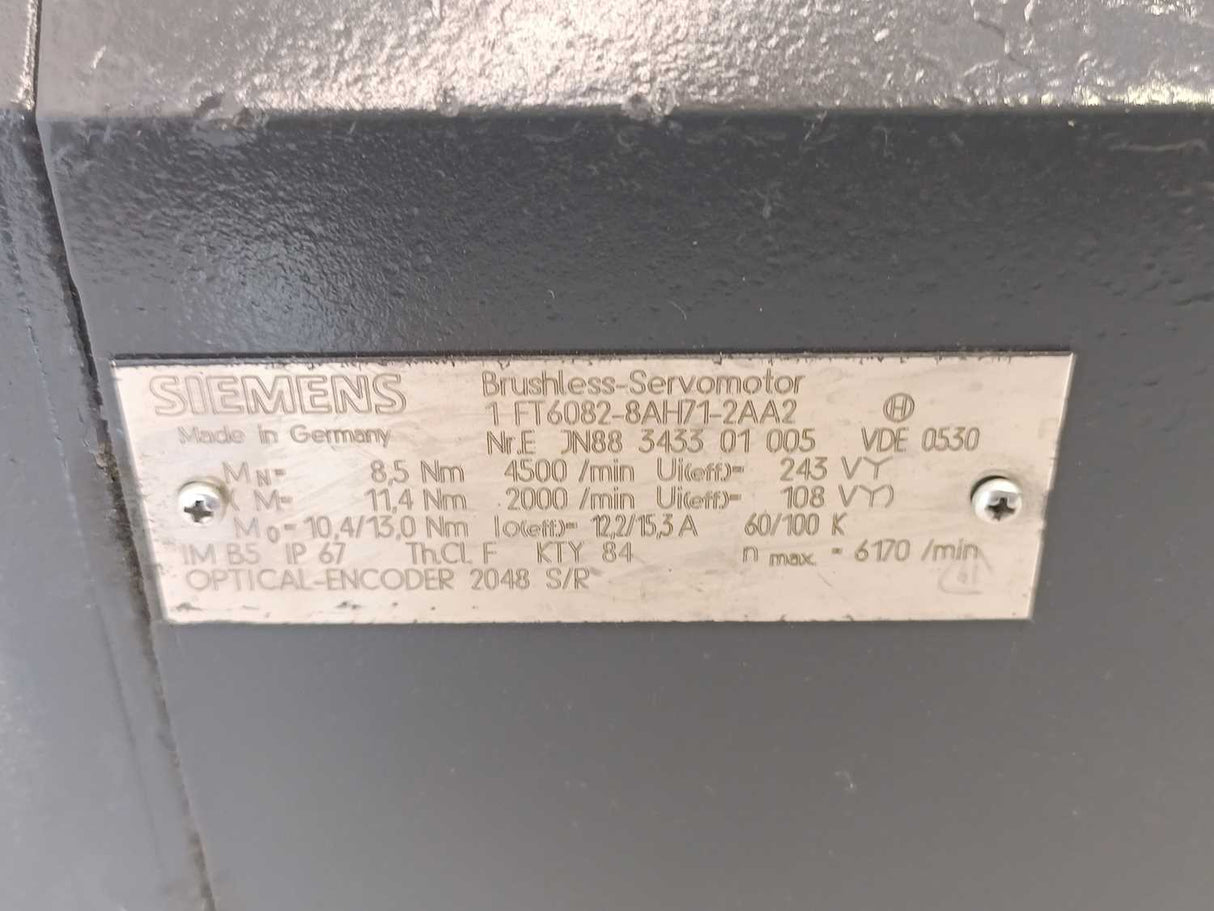 SIEMENS Brushless-Servomotor
1 FT6082-8AH71-2AA2 H
Made in Germany Nr.E JN88 3433 01 005 VDE 0530
MN= 8,5 Nm 4500 /min Ui(eff)= 243 VY
( M= 11,4 Nm 2000 /min Ui(eff)= 108 VY)
M0=10,4/13,0 Nm Io(eff)= 12,2/15,3 A 60/100 K
IM B5 IP 67 Th.Cl. F KTY 84 n max. = 6170 /min
OPTICAL-ENCODER 2048 S/R